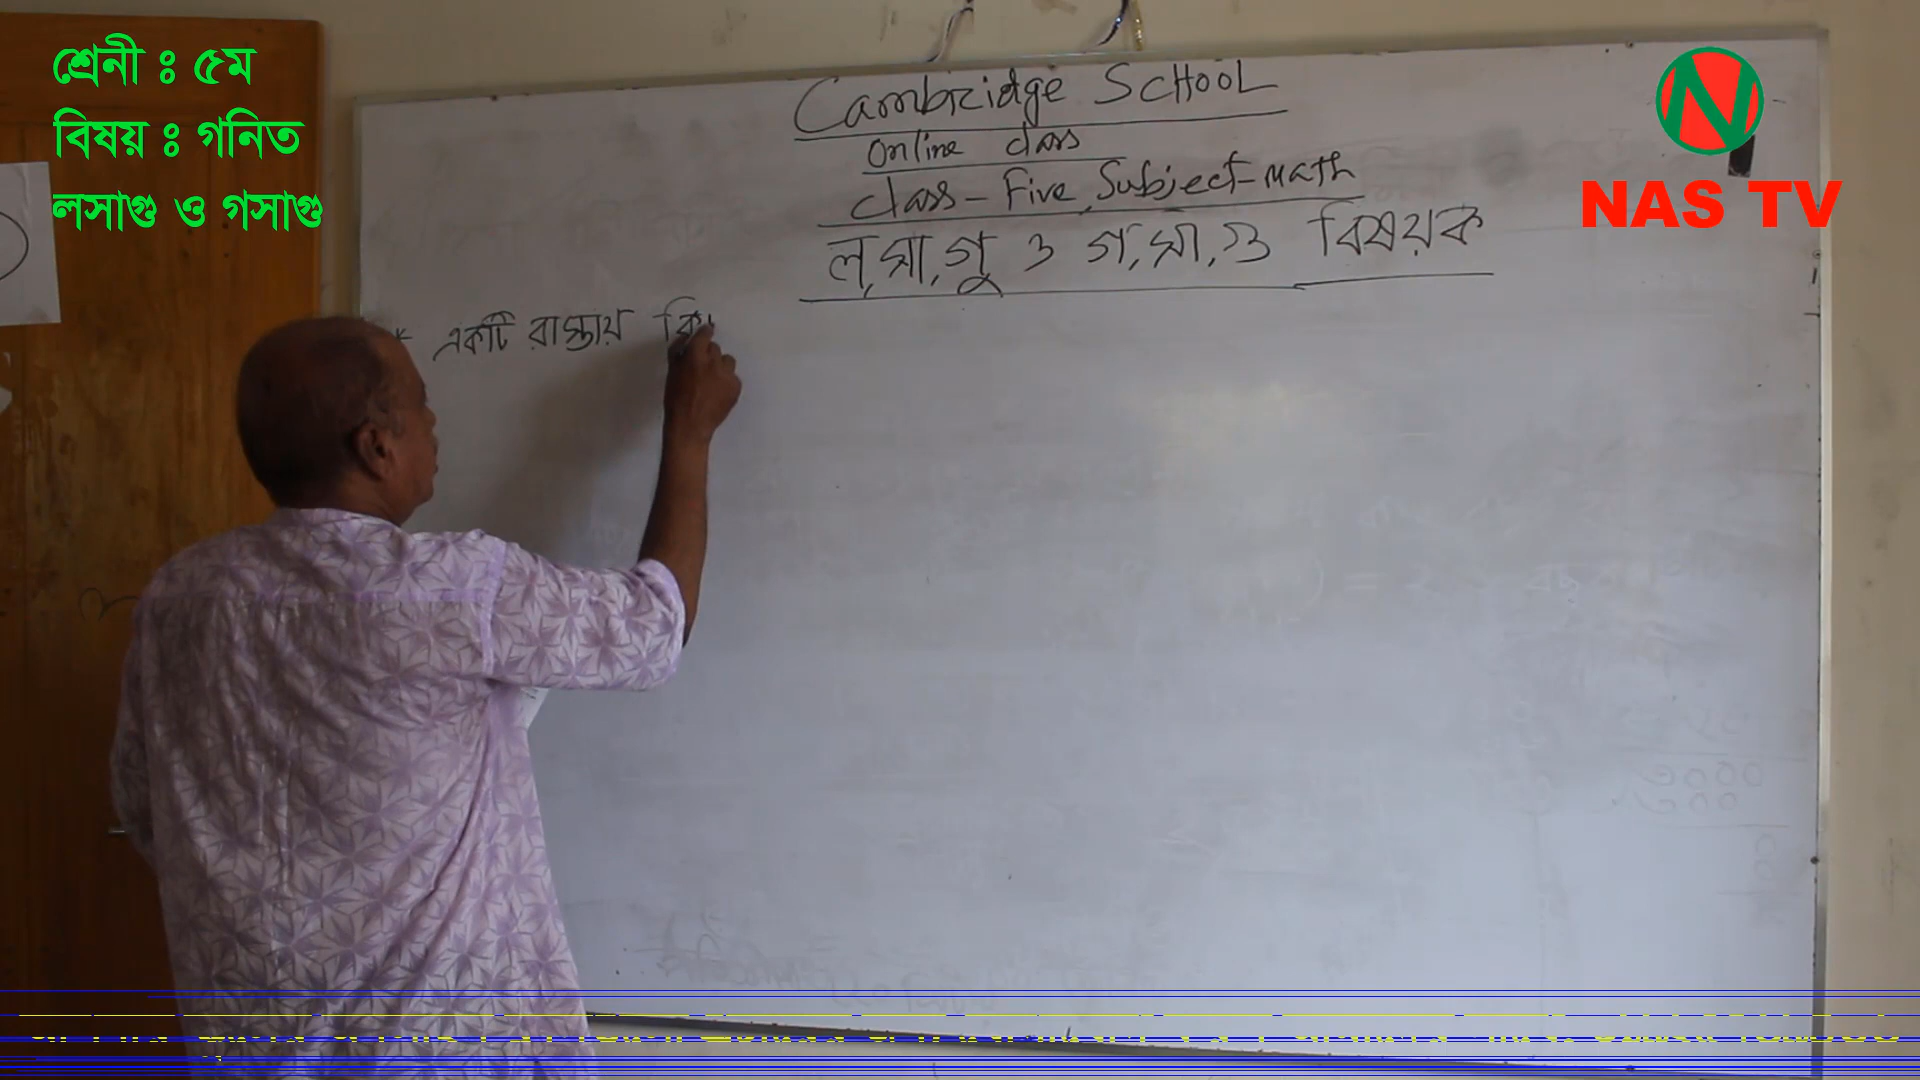 শ্রেনী ঃ ৫ম
বিষয় ঃ গনিত
লসাগু ও গসাগু
NAS TV
Cambridge SCHOOL
Online class
class - Five, Subject - math
ল,সা,গু ও গ,সা,গু বিষয়ক
* একটি রাস্তায়